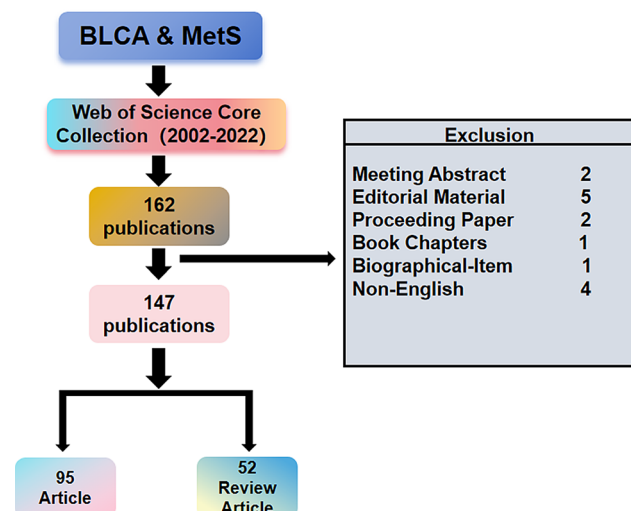 BLCA & MetS
Web of Science Core
Collection (2002-2022)
162
publications
Exclusion
Meeting Abstract 2
Editorial Material 5
Proceeding Paper 2
Book Chapters 1
Biographical-Item 1
Non-English 4
147
publications
95
Article
52
Review
Article